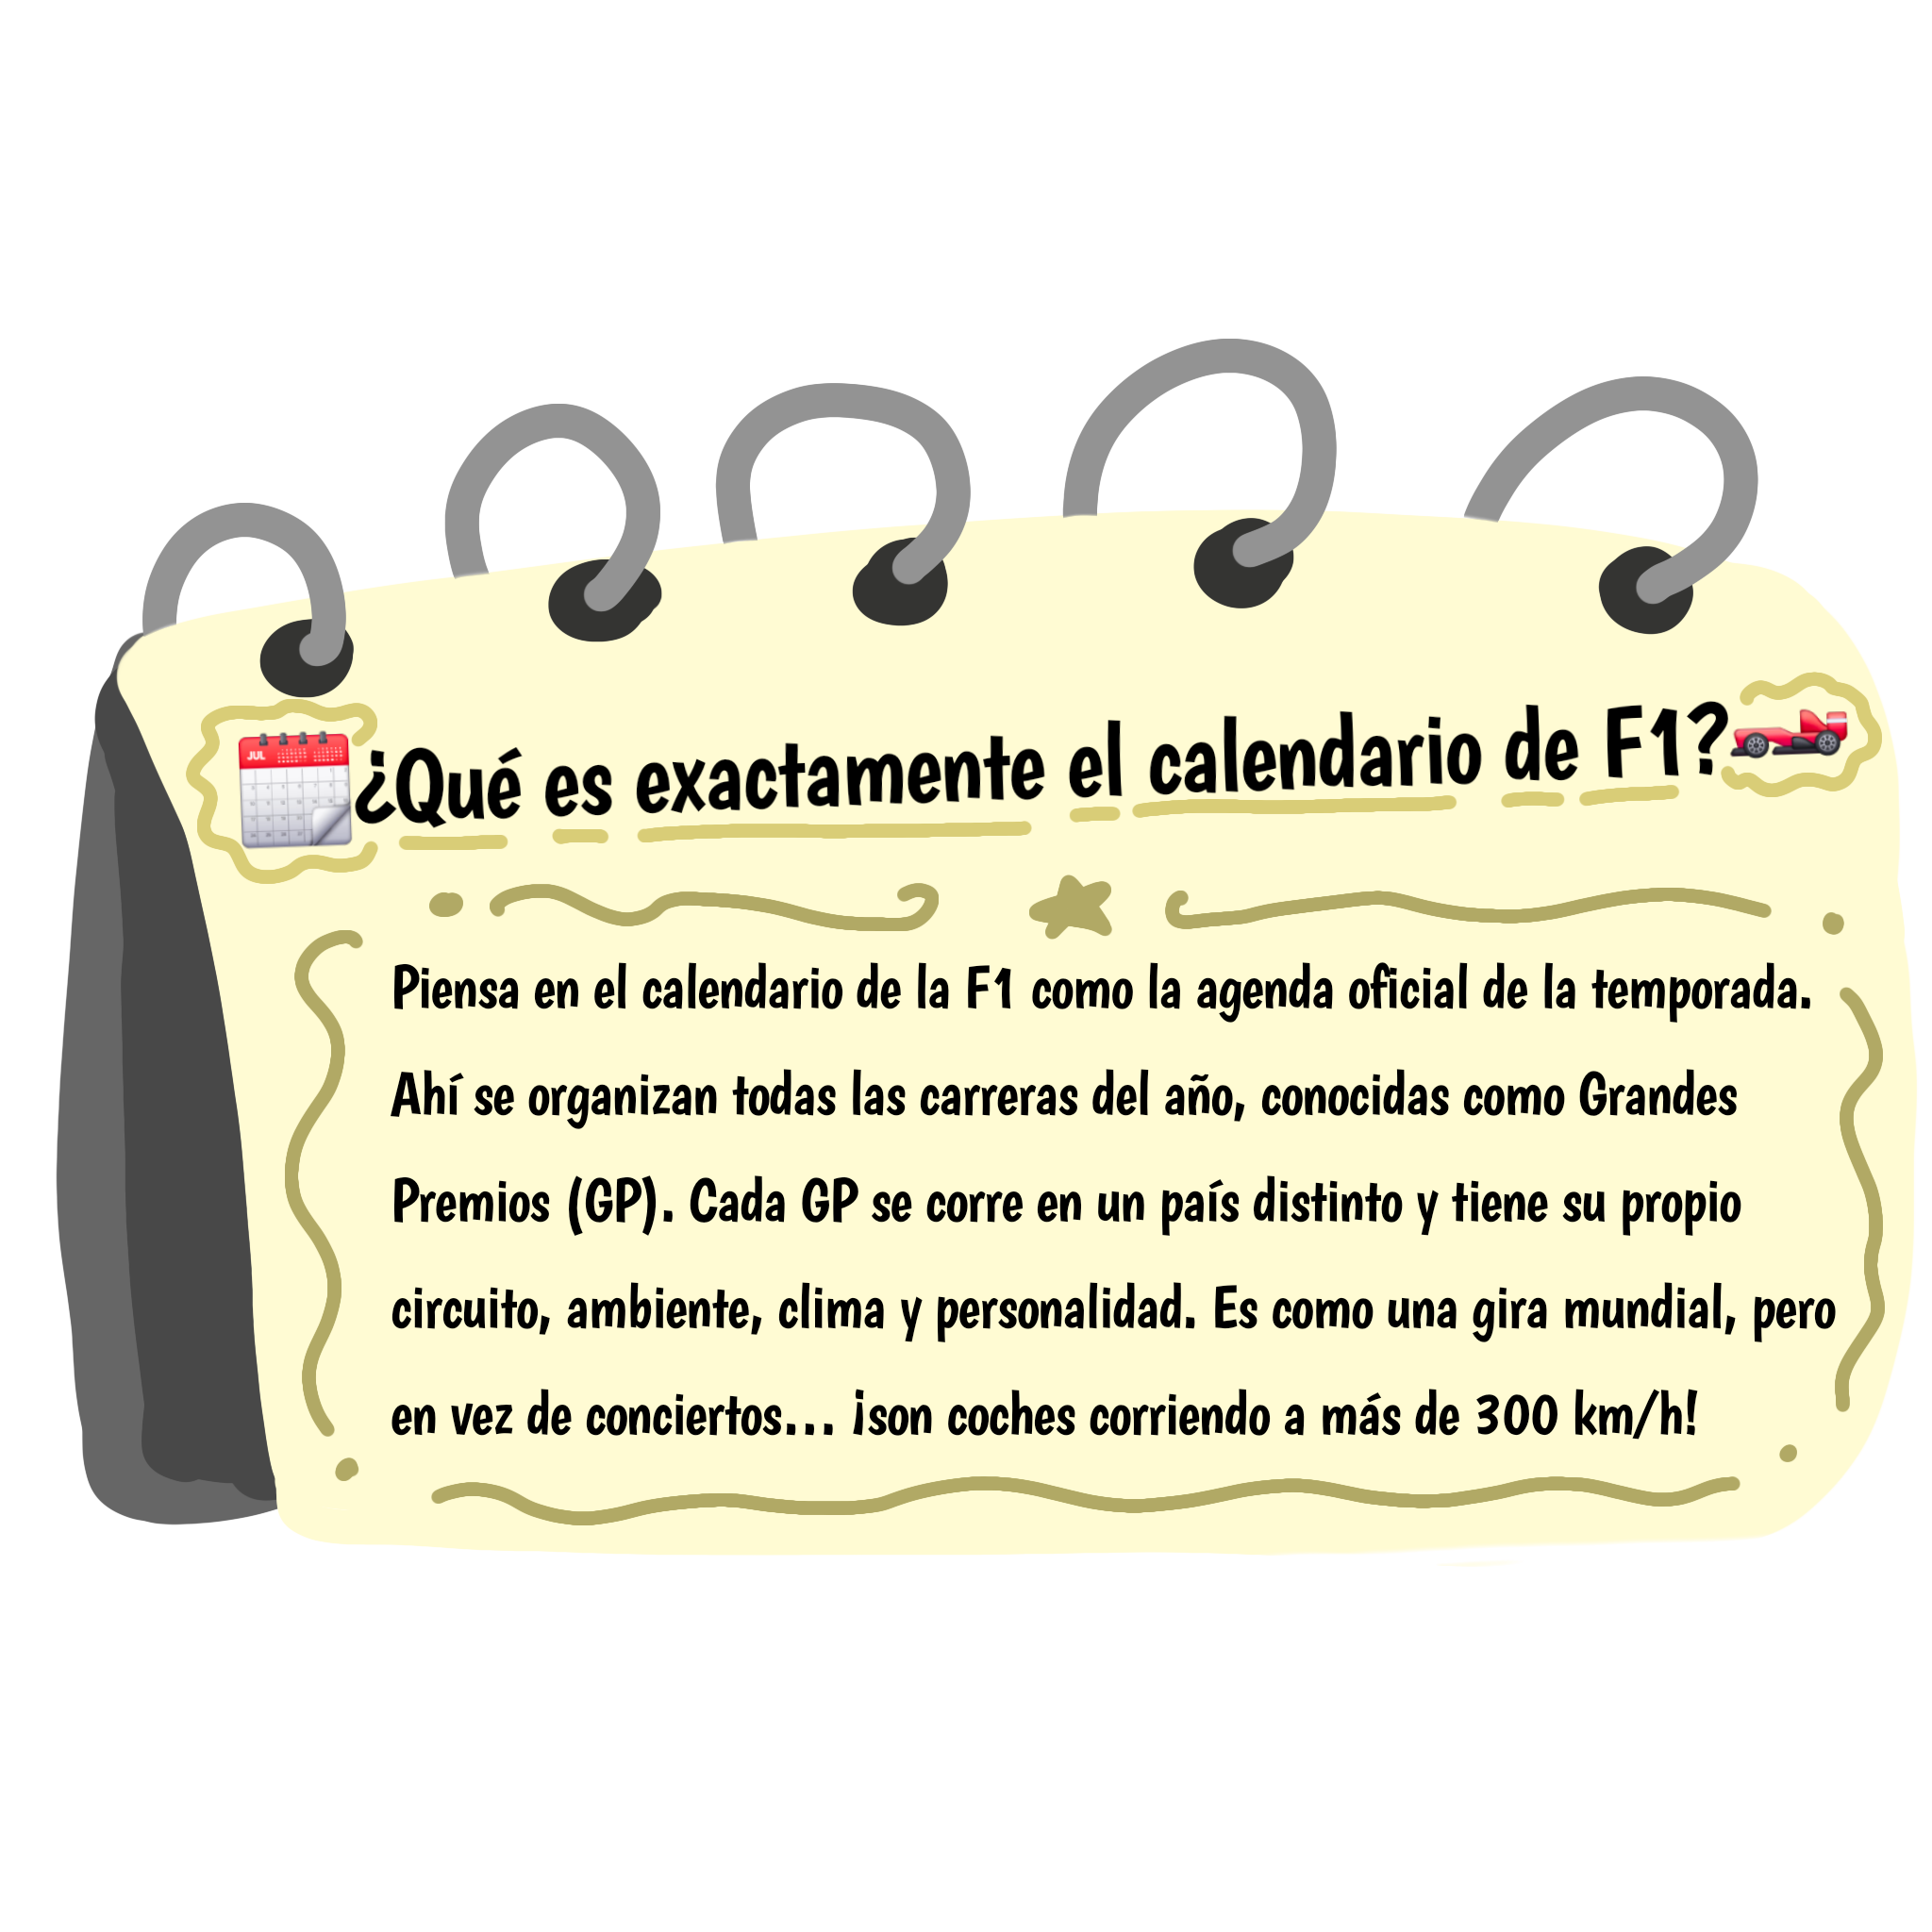 JUL
¿Qué es exactamente el calendario de F1?
Piensa en el calendario de la F1 como la agenda oficial de la temporada.
Ahí se organizan todas las carreras del año, conocidas como Grandes
Premios (GP). Cada GP se corre en un país distinto y tiene su propio
circuito, ambiente, clima y personalidad. Es como una gira mundial, pero
en vez de conciertos... ¡son coches corriendo a más de 300 km/h!